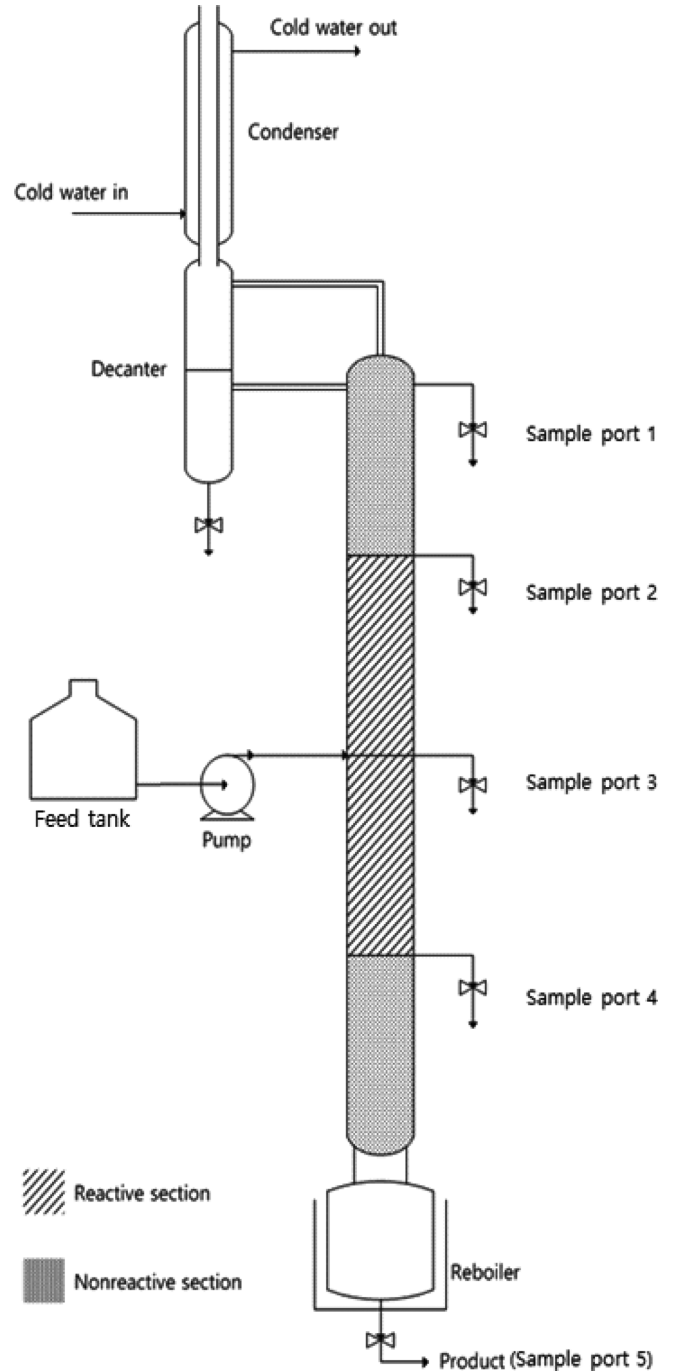 Cold water out
Condenser
Cold water in
Decanter
Sample port 1
Sample port 2
Sample port 3
Feed tank
Pump
Sample port 4
Reactive section
Nonreactive section
Reboiler
Product (Sample port 5)